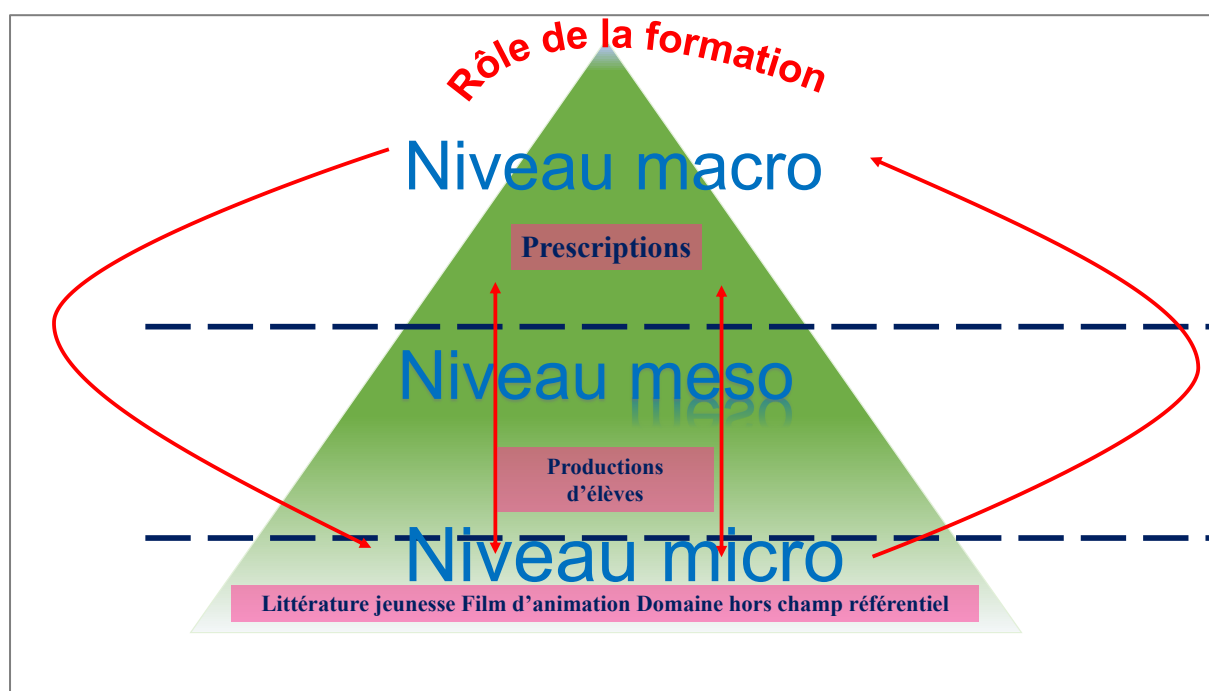 Rôle de la formation
Niveau macro
Prescriptions
Niveau meso
Productions
d’élèves
Niveau micro
Littérature jeunesse Film d’animation Domaine hors champ référentiel